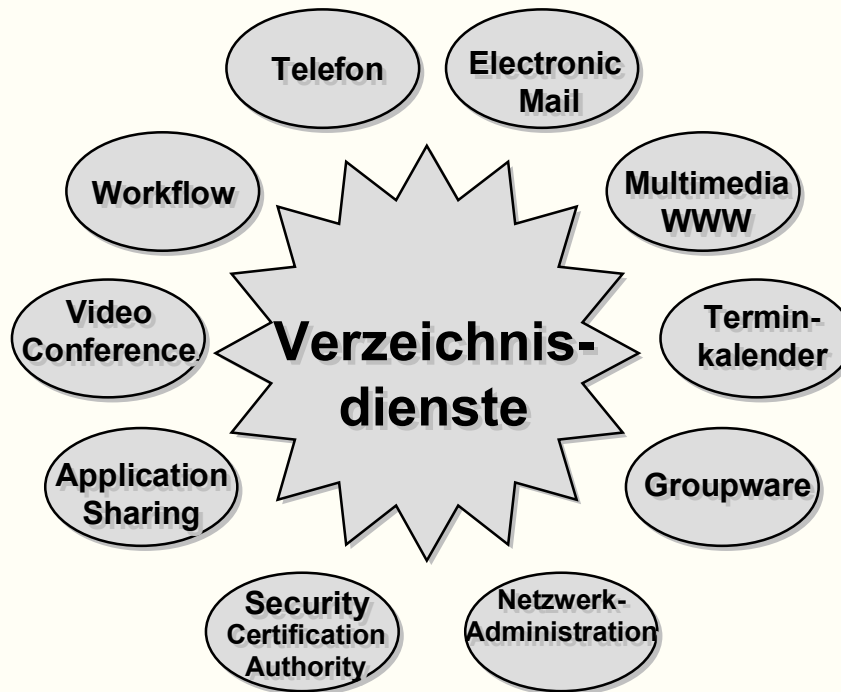 Telefon
Electronic
Mail
Workflow
Multimedia
WWW
Video
Conference
Termin-
kalender
Verzeichnis-
dienste
Application
Sharing
Groupware
Security
Certification
Authority
Netzwerk-
Administration